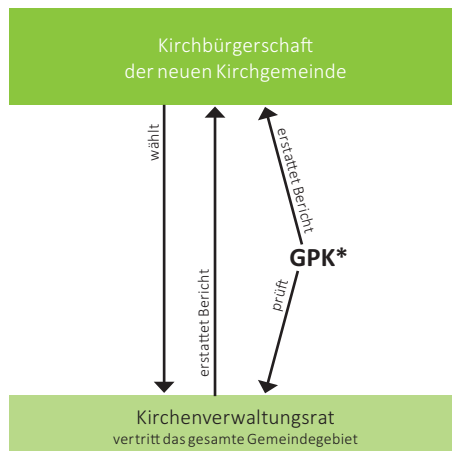 Kirchbürgerschaft
der neuen Kirchgemeinde
wählt
erstattet Bericht
erstattet Bericht
GPK*
prüft
Kirchenverwaltungsrat
vertritt das gesamte Gemeindegebiet